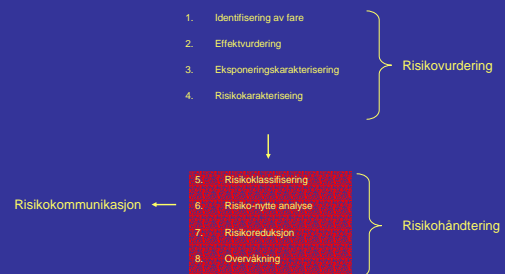 1. Identifisering av fare
2. Effektvurdering
3. Eksponeringskarakterisering
4. Risikokarakteriseing
Risikovurdering
5. Risikoklassifisering
6. Risiko-nytte analyse
7. Risikoreduksjon
8. Overvåkning
Risikokommunikasjon
Risikohåndtering